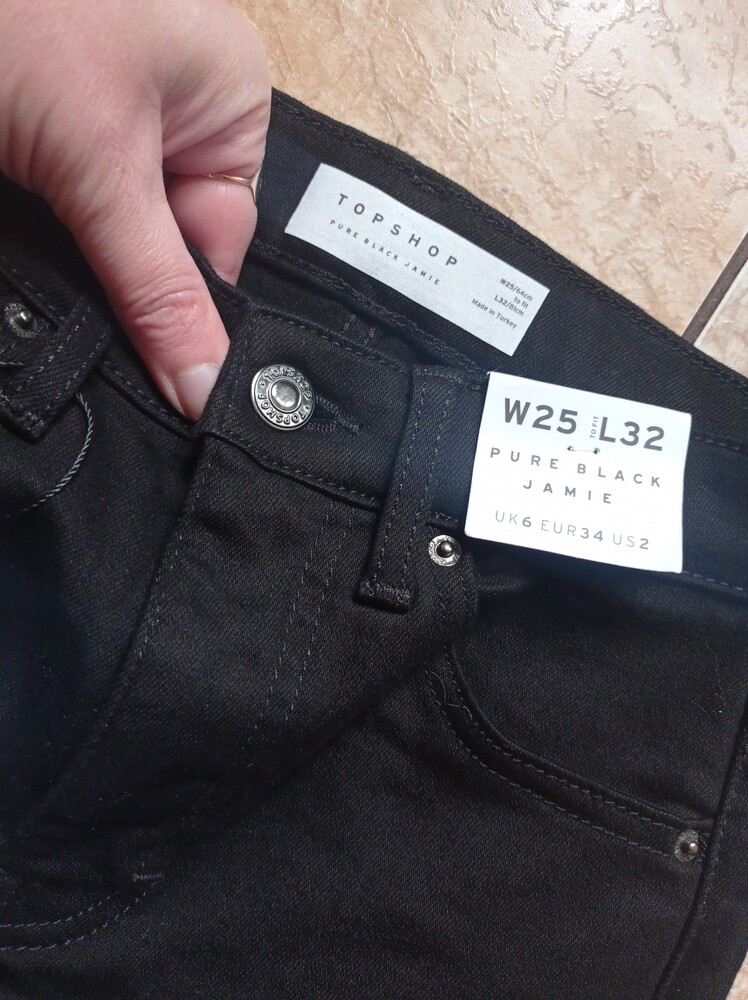 TOPSHOP
PURE BLACK JAMIE
W25/64cm
to fit
L32/81cm
Made in Turkey
TOPSHOP · TOPSHOP
W25 TO FIT L32
PURE BLACK
JAMIE
UK6 EUR34 US2